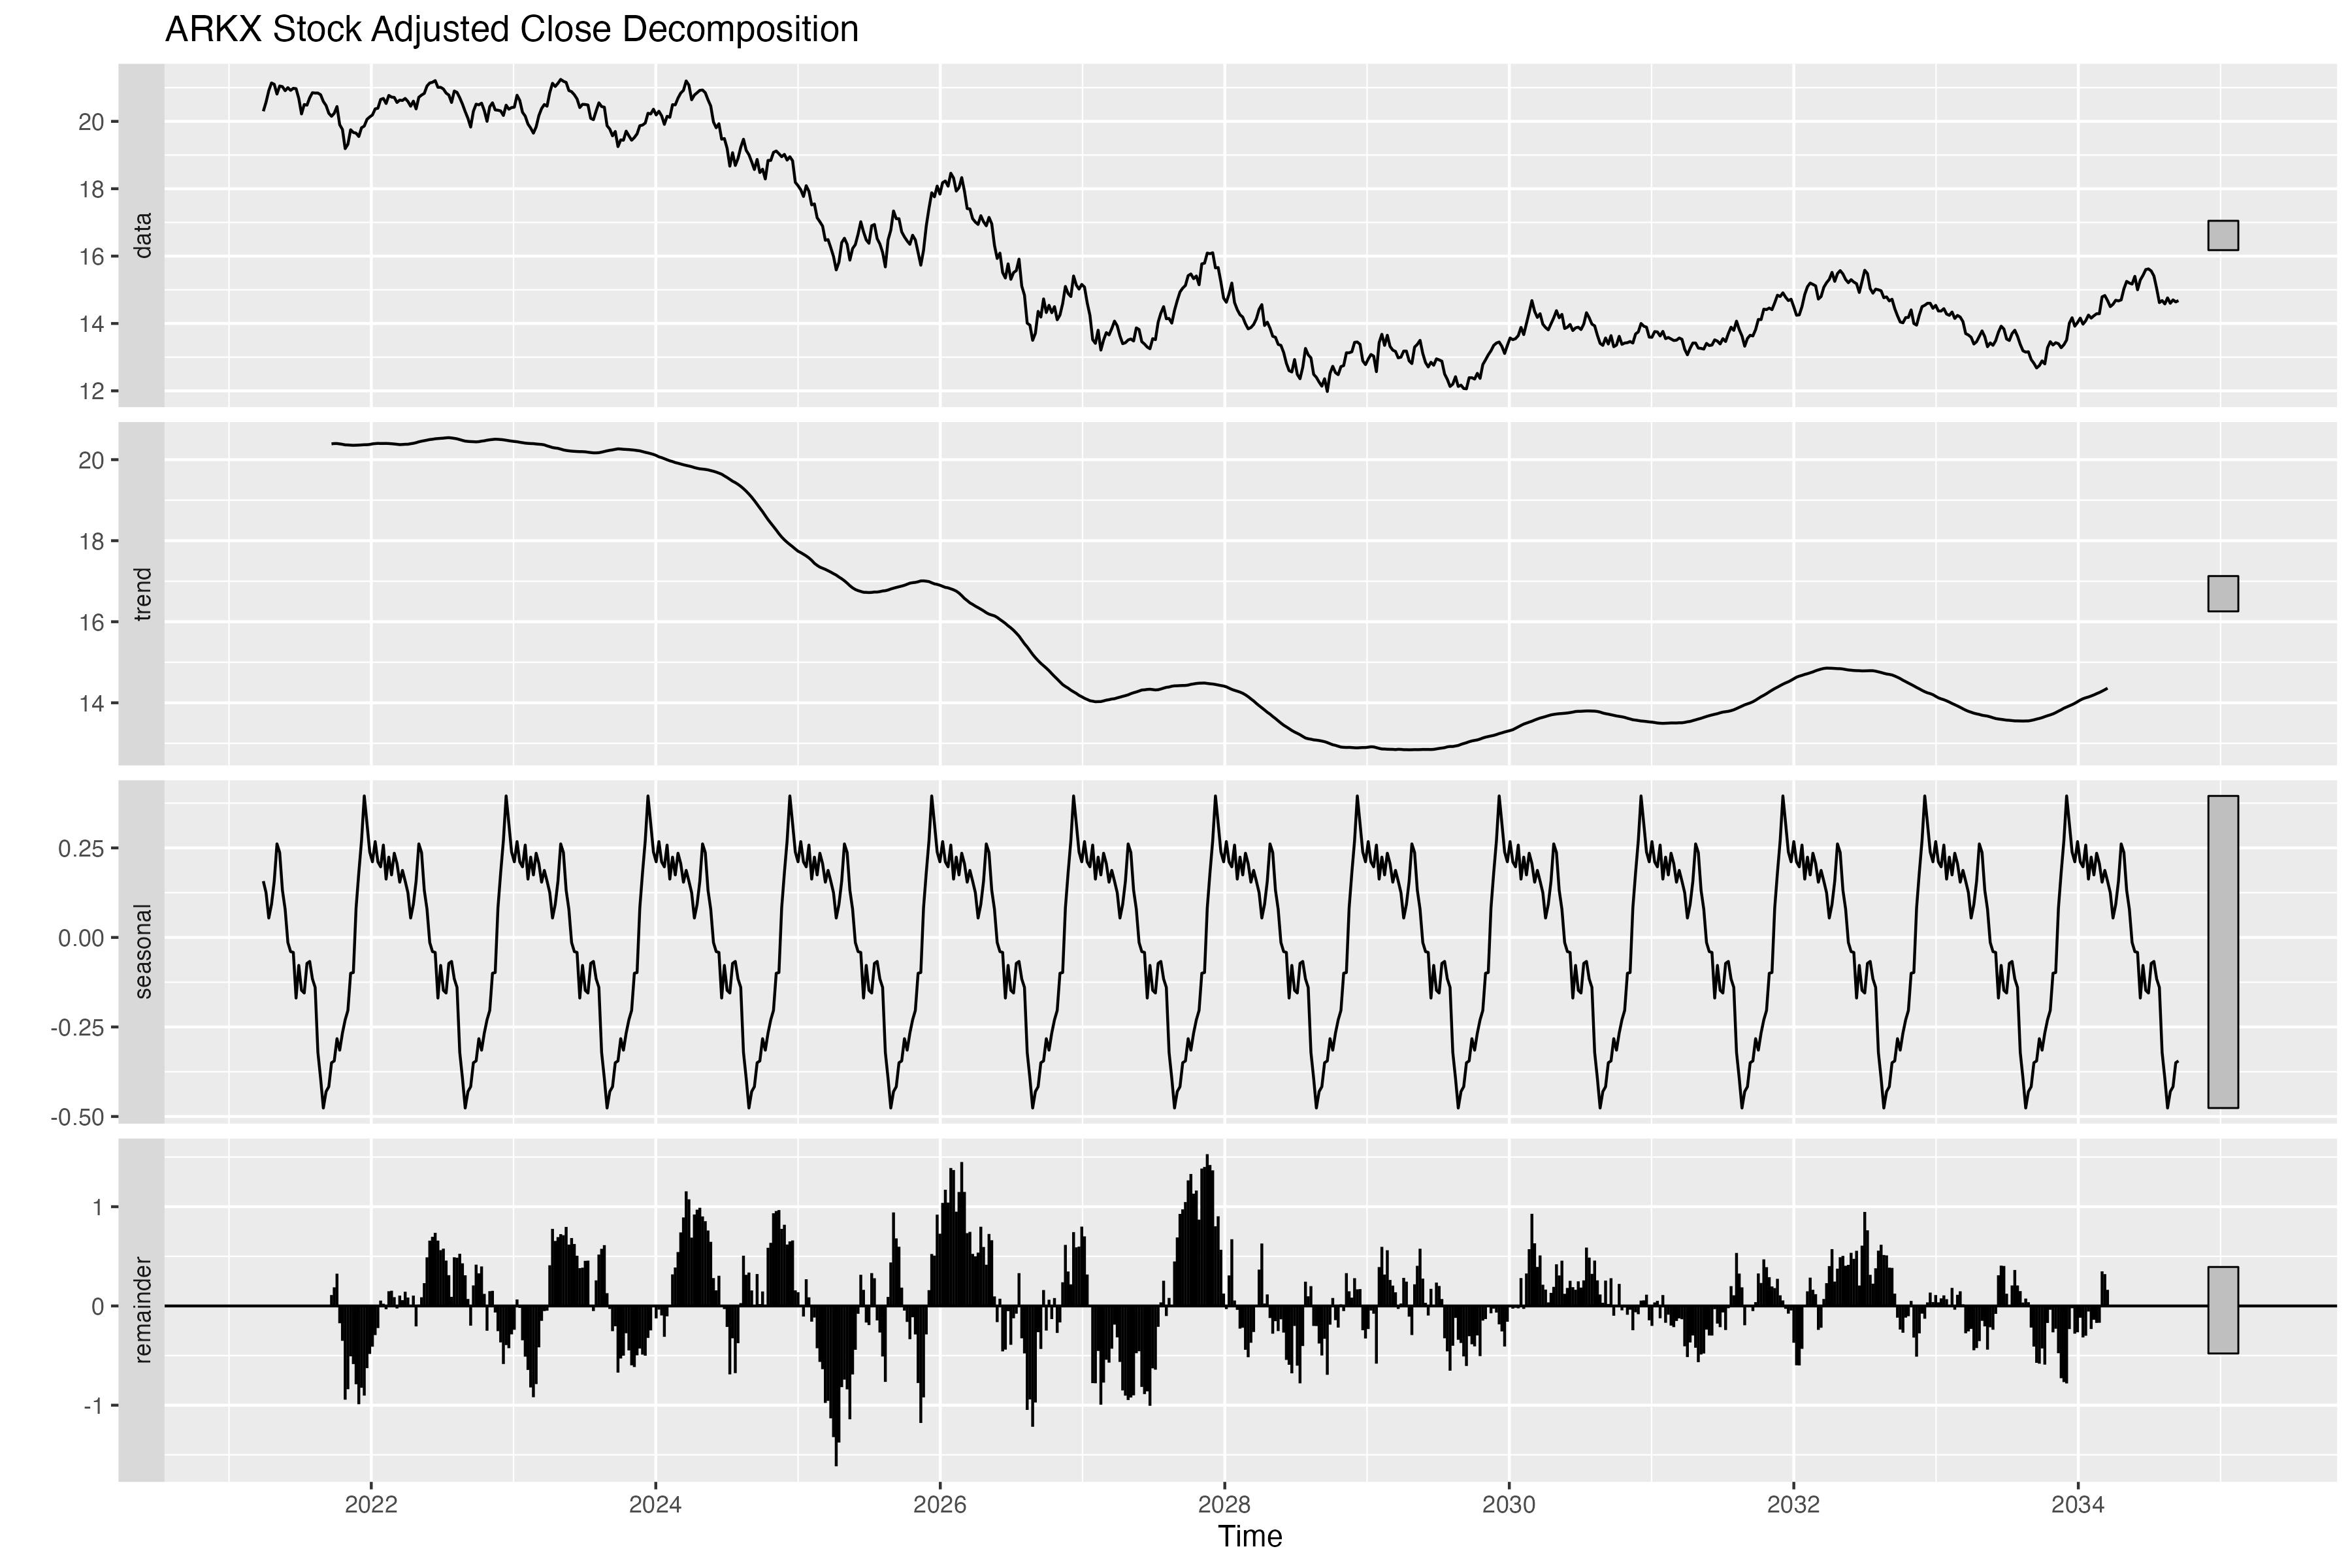 ARKX Stock Adjusted Close Decomposition
data
20
18
16
14
12
trend
20
18
16
14
seasonal
0.25
0.00
-0.25
-0.50
remainder
1
0
-1
2022 2024 2026 2028 2030 2032 2034
Time